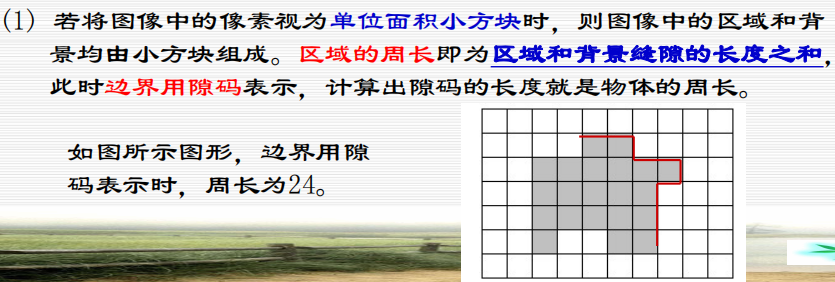 (1) 若将图像中的像素视为单位面积小方块时，则图像中的区域和背
景均由小方块组成。区域的周长即为区域和背景缝隙的长度之和，
此时边界用隙码表示，计算出隙码的长度就是物体的周长。
如图所示图形，边界用隙
码表示时，周长为24。